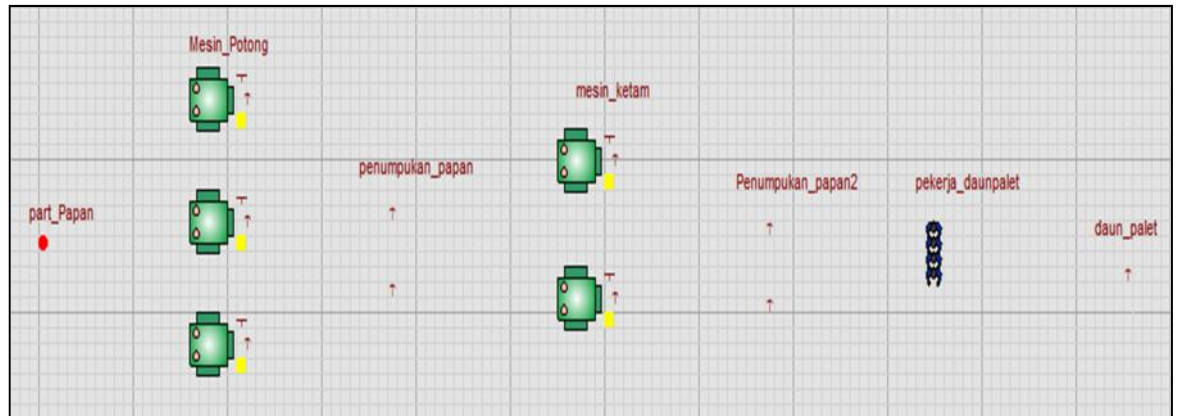 Mesin_Potong
mesin_ketam
penumpukan_papan
Penumpukan_papan2
pekerja_daunpalet
part_Papan
daun_palet